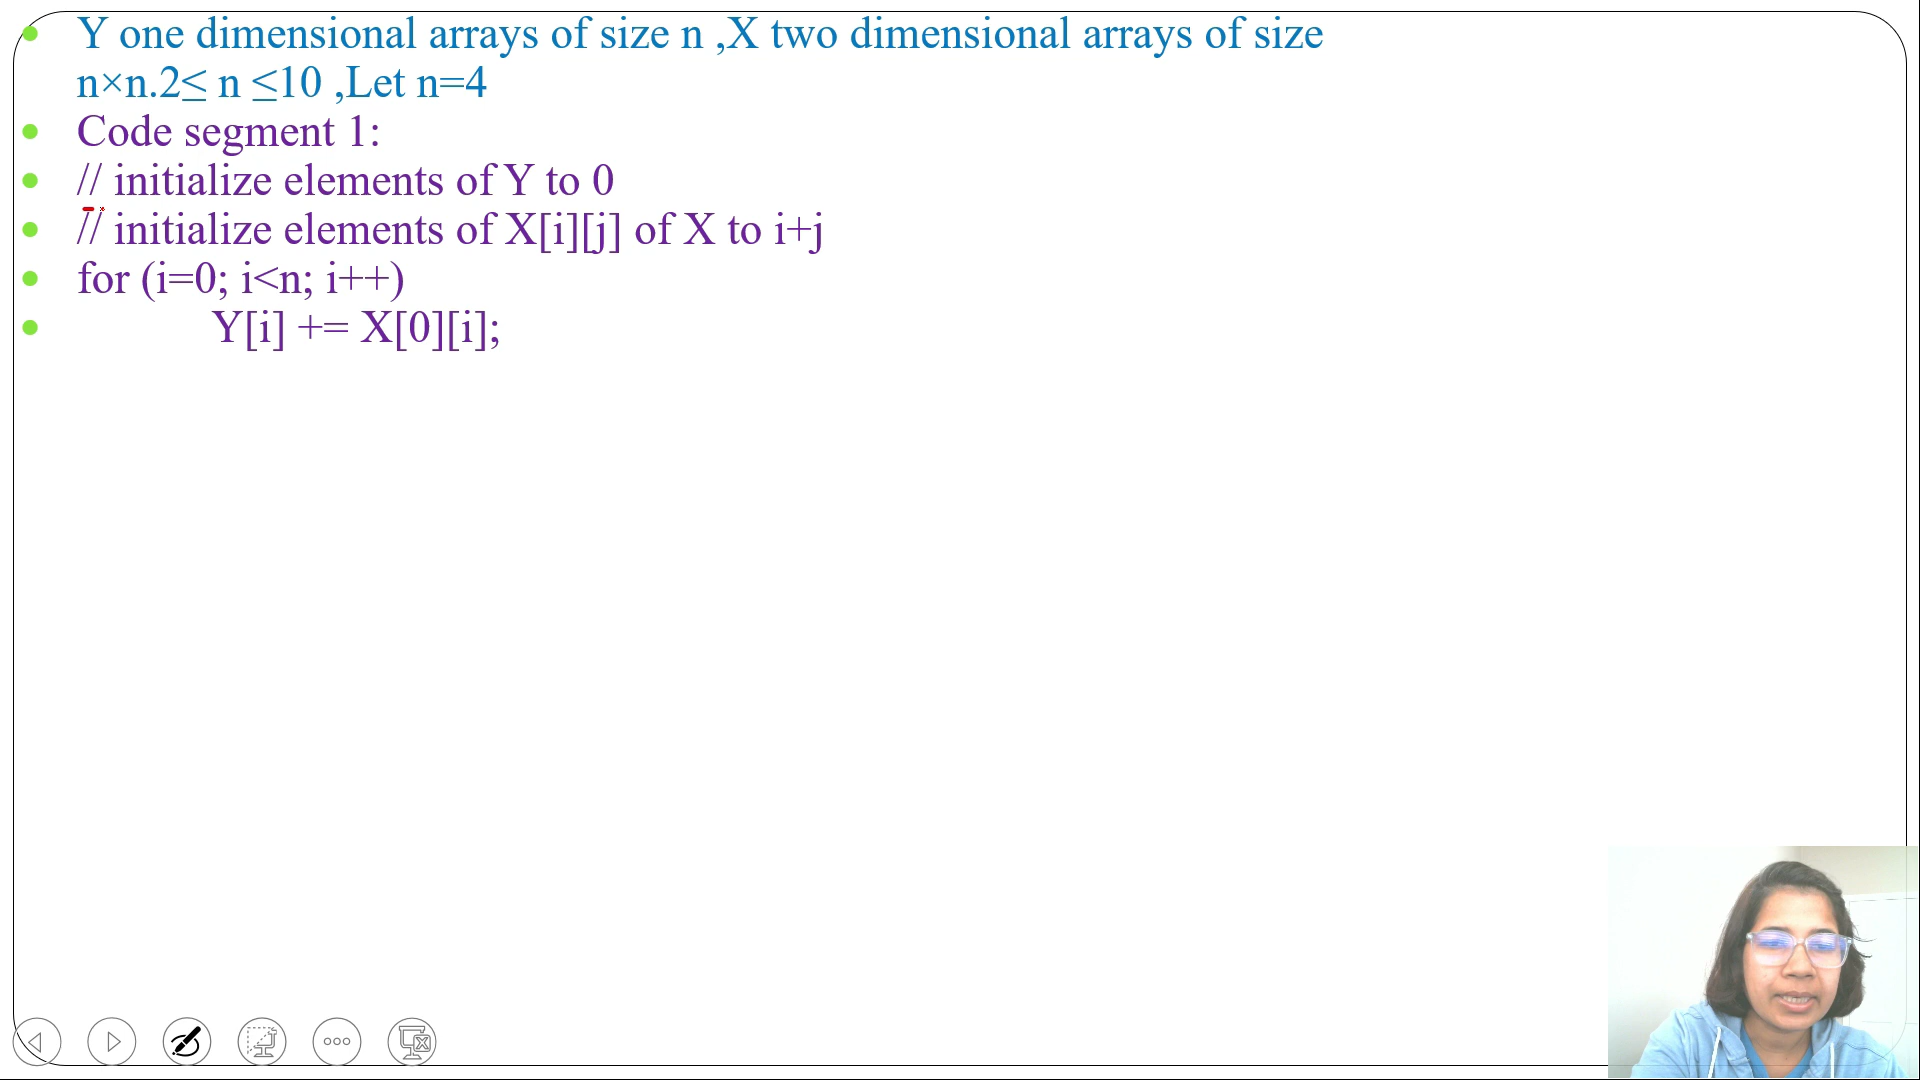 Y one dimensional arrays of size n ,X two dimensional arrays of size
n×n.2≤ n ≤10 ,Let n=4
Code segment 1:
// initialize elements of Y to 0
// initialize elements of X[i][j] of X to i+j
for (i=0; i<n; i++)
Y[i] += X[0][i];